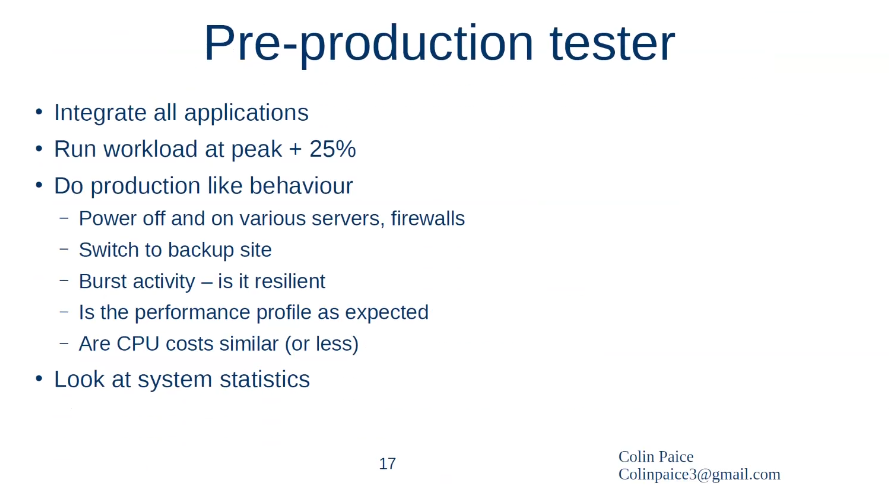 Pre-production tester
• Integrate all applications
• Run workload at peak + 25%
• Do production like behaviour
– Power off and on various servers, firewalls
– Switch to backup site
– Burst activity – is it resilient
– Is the performance profile as expected
– Are CPU costs similar (or less)
• Look at system statistics
17
Colin Paice
Colinpaice3@gmail.com